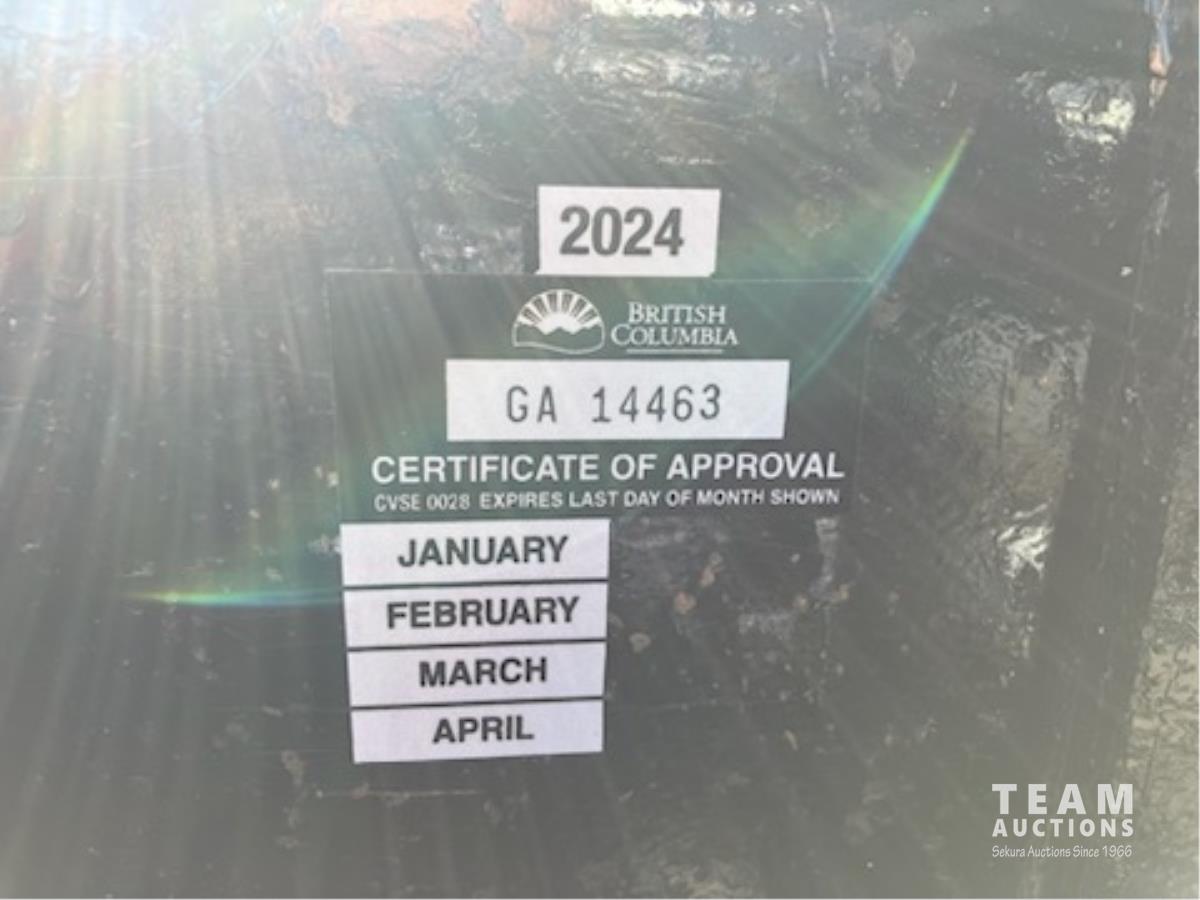 2024
BRITISH
COLUMBIA
GA 14463
CERTIFICATE OF APPROVAL
CVSE 0028 EXPIRES LAST DAY OF MONTH SHOWN
JANUARY
FEBRUARY
MARCH
APRIL
TEAM
AUCTIONS
Sekura Auctions Since 1966